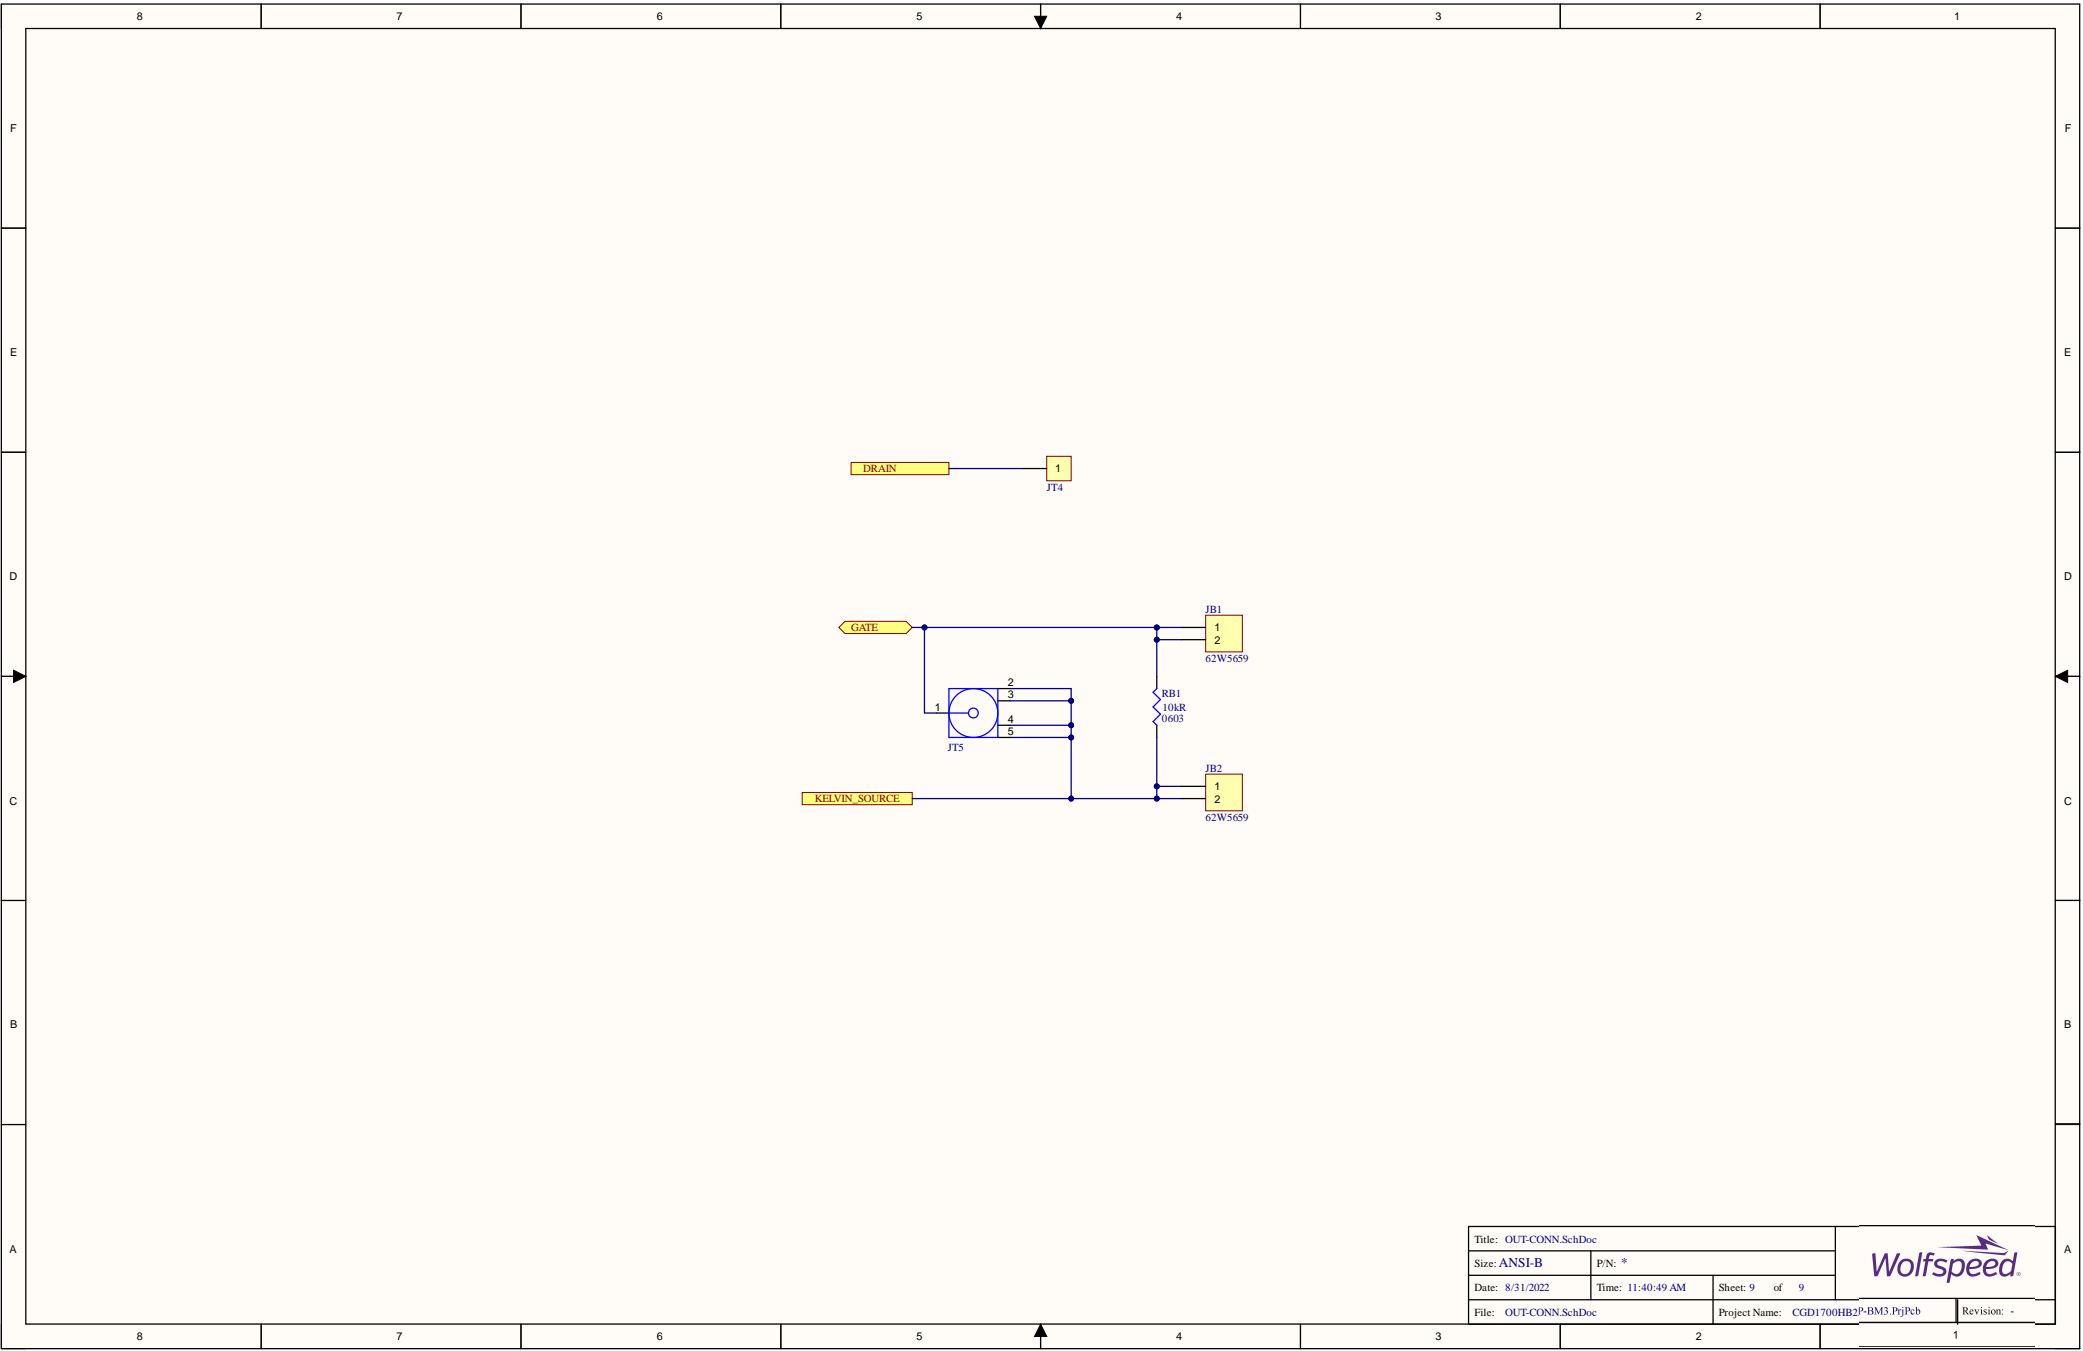 8 7 6 5 4 3 2 1
F F
E E
DRAIN 1
JT4
D D
JB1
GATE 1
2
62W5659
2
3
RB1
1 10kR
4 0603
5
JT5
JB2
1
C C
KELVIN_SOURCE 2
62W5659
B B
A A
Title: OUT-CONN.SchDoc
Size: ANSI-B P/N: *
Wolfspeed®
Date: 8/31/2022 Time: 11:40:49 AM Sheet: 9 of 9
File: OUT-CONN.SchDoc Project Name: CGD1700HB2P-BM3.PrjPcb Revision: -
8 7 6 5 4 3 2 1